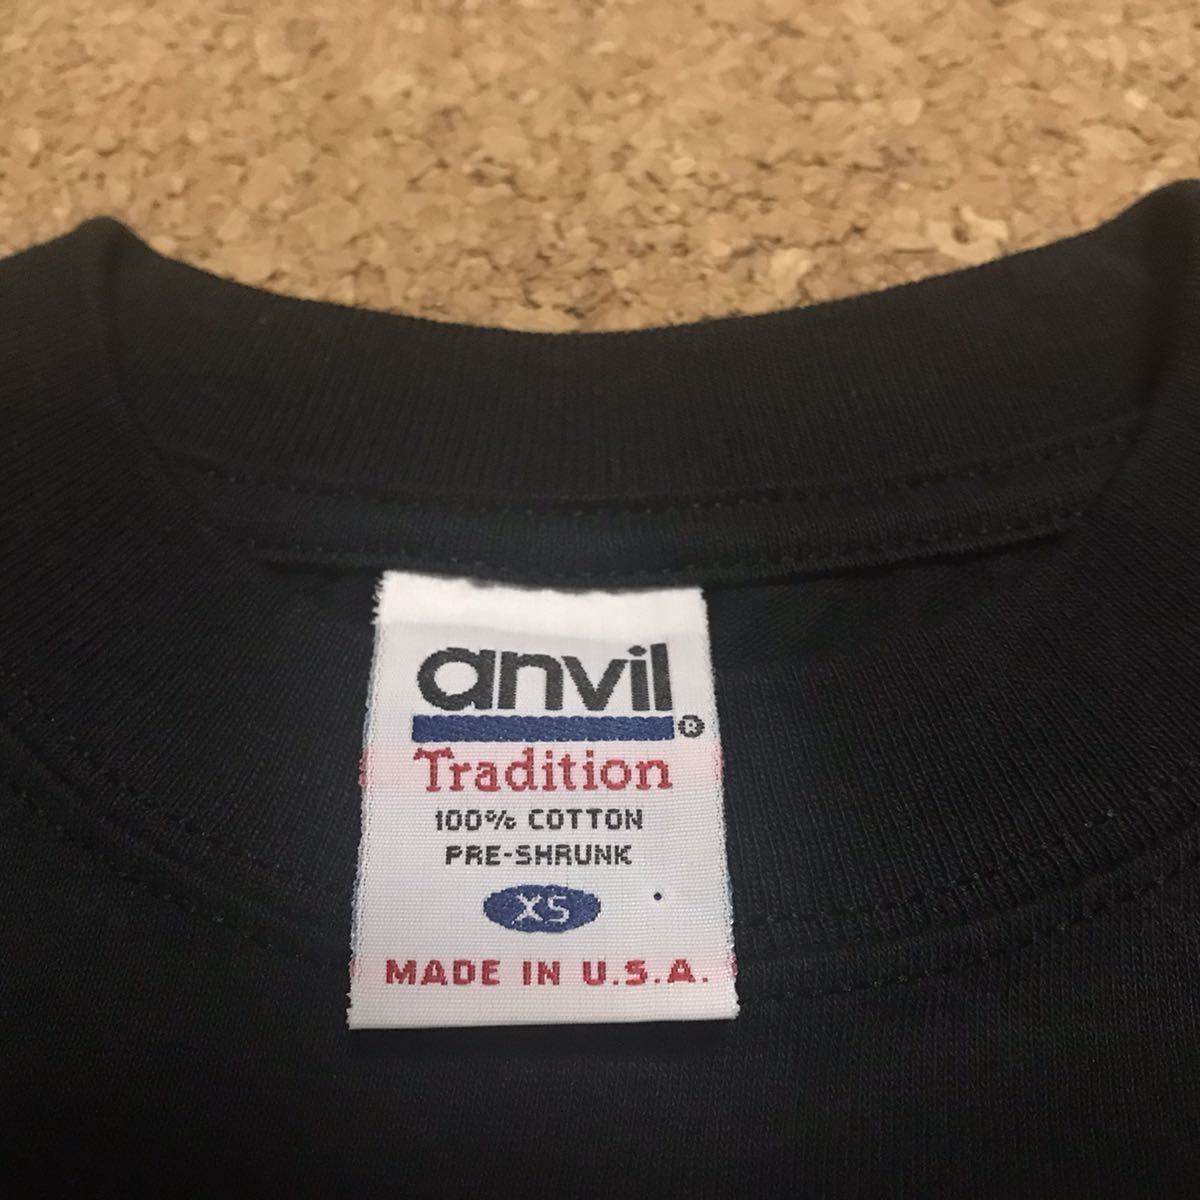 anvil®
Tradition
100% COTTON
PRE-SHRUNK
XS
MADE IN U.S.A.